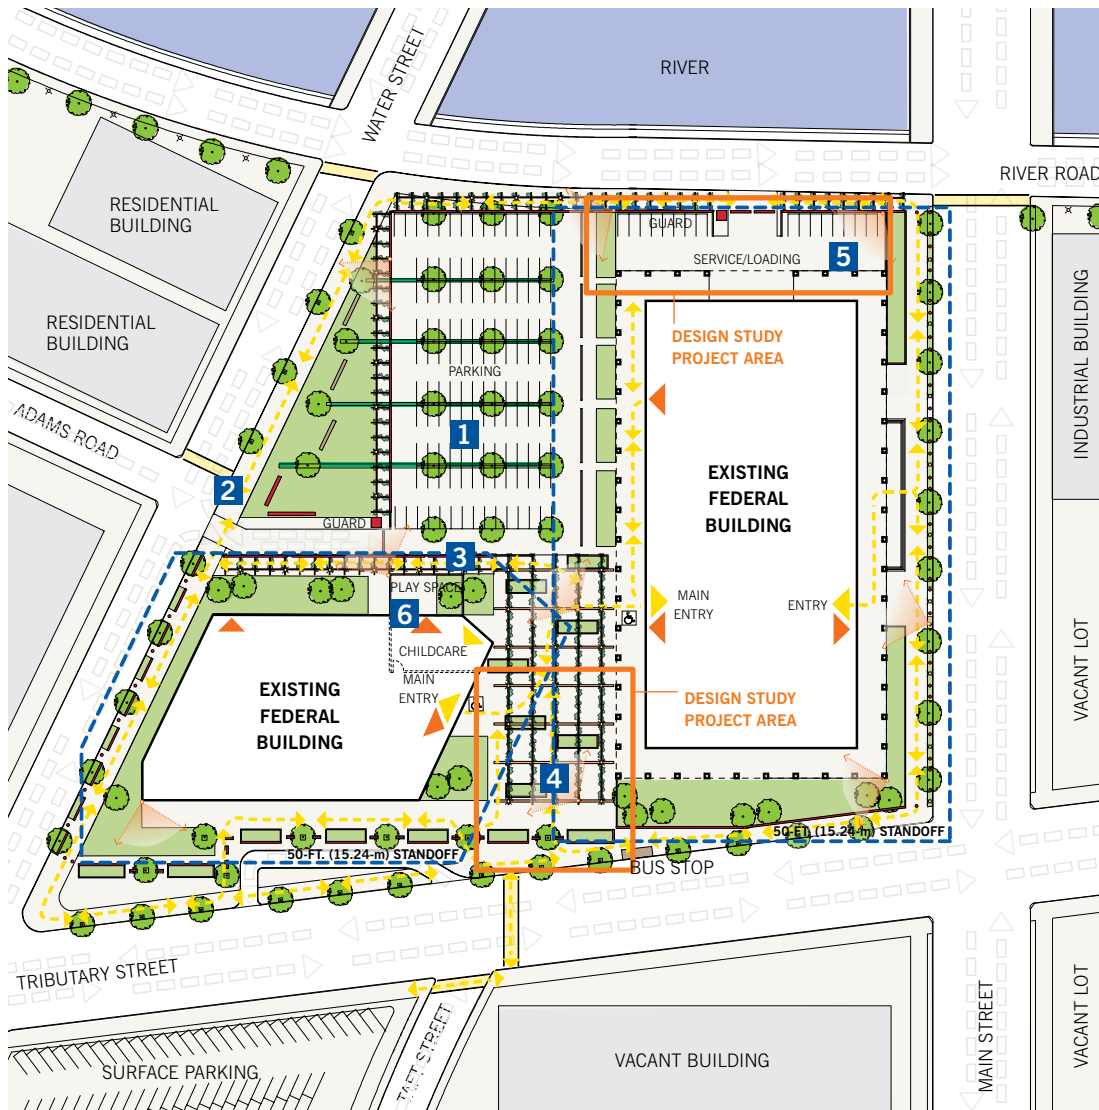 RIVER
WATER STREET
RIVER ROAD
RESIDENTIAL
BUILDING
GUARD
SERVICE/LOADING
5
RESIDENTIAL
BUILDING
DESIGN STUDY
PROJECT AREA
INDUSTRIAL BUILDING
PARKING
ADAMS ROAD
1
EXISTING
FEDERAL
BUILDING
2
GUARD
3
PLAY SPACE
6
MAIN
ENTRY
ENTRY
CHILDCARE
VACANT LOT
MAIN
ENTRY
EXISTING
FEDERAL
BUILDING
DESIGN STUDY
PROJECT AREA
4
50-FT. (15.24-m) STANDOFF
50-FT. (15.24-m) STANDOFF
BUS STOP
TRIBUTARY STREET
MAIN STREET
VACANT LOT
TAFT STREET
SURFACE PARKING
VACANT BUILDING